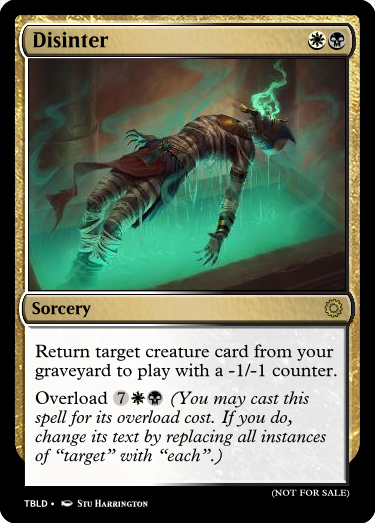 Disinter
Sorcery
Return target creature card from your
graveyard to play with a -1/-1 counter.
Overload 7 (You may cast this
spell for its overload cost. If you do,
change its text by replacing all instances
of “target” with “each”.)
(NOT FOR SALE)
TBLD • Stu Harrington